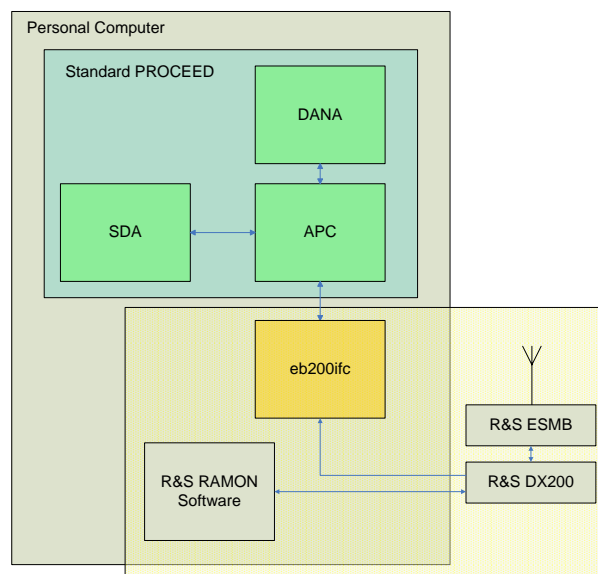 Personal Computer
Standard PROCEED
DANA
SDA
APC
eb200ifc
R&S ESMB
R&S RAMON
Software
R&S DX200